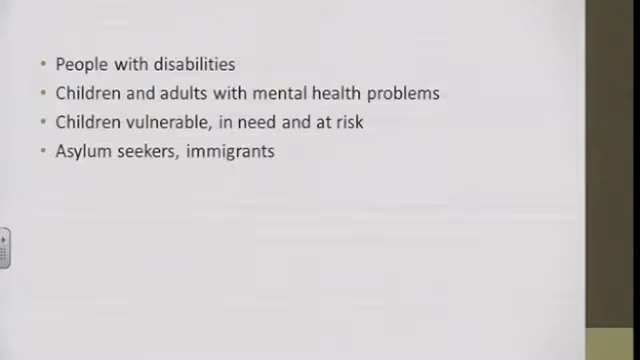 • People with disabilities
• Children and adults with mental health problems
• Children vulnerable, in need and at risk
• Asylum seekers, immigrants